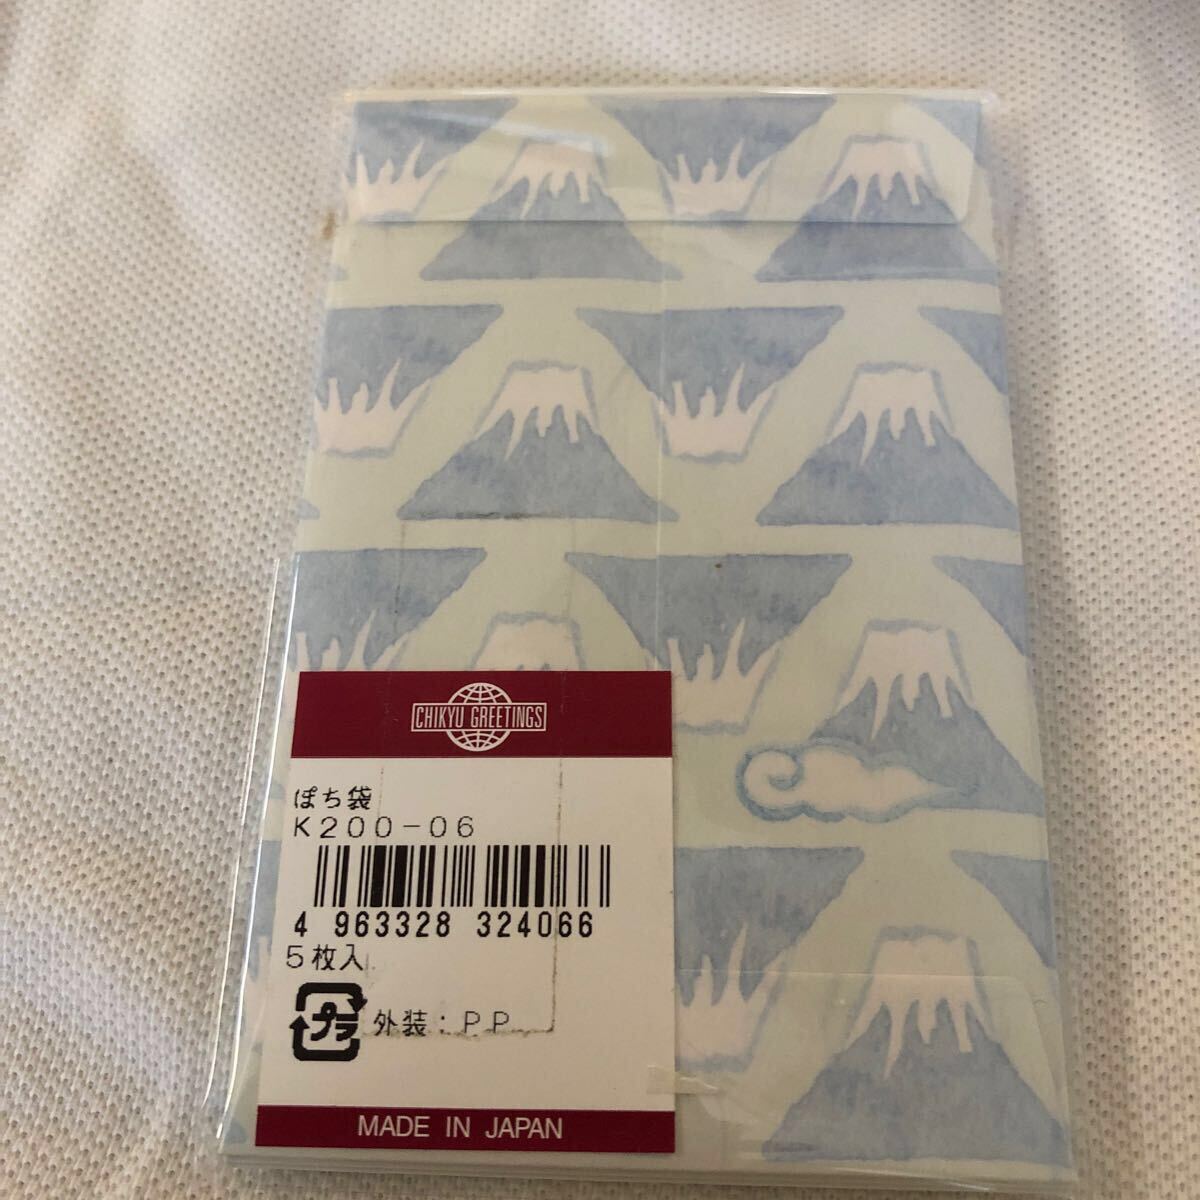 CHIKYU GREETINGS
ぽち袋
K200-06
4 963328 324066
5枚入
プラ
外装:PP
MADE IN JAPAN